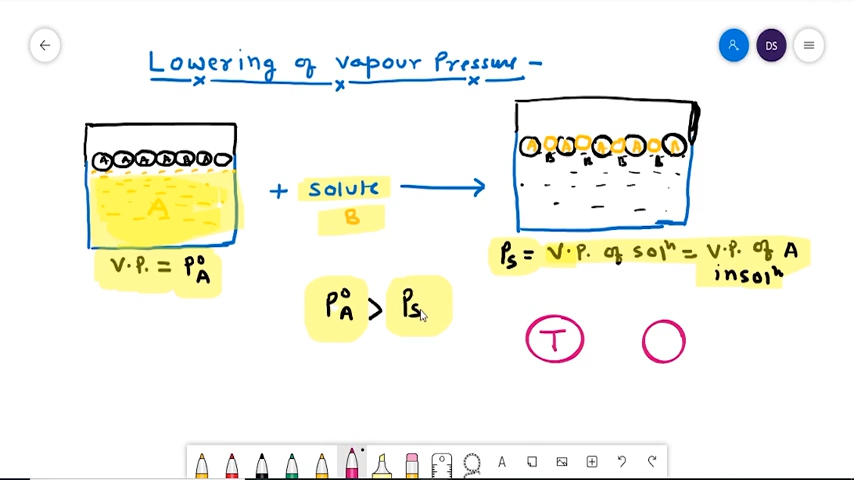 DS
Lowering of vapour Pressure -
A A A A A A
A
V.P. = P°A
+ solute
B
A A A A A
B B B B
Ps = V.P. of solⁿ = V.P. of A
in solⁿ
P°A > Ps
T
A